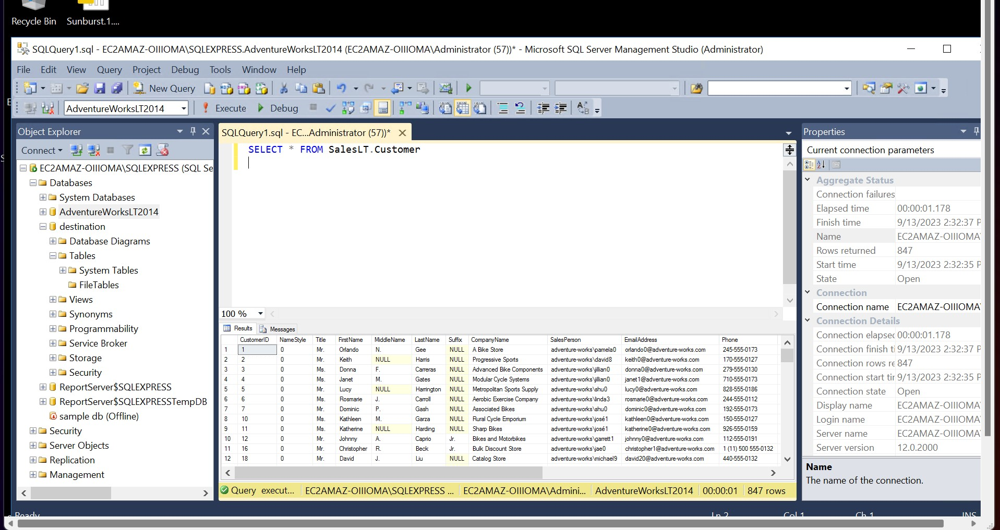 Recycle Bin Sunburst.1....
SQLQuery1.sql - EC2AMAZ-OIIIOMA\SQLEXPRESS.AdventureWorksLT2014 (EC2AMAZ-OIIIOMA\Administrator (57))* - Microsoft SQL Server Management Studio (Administrator)
File Edit View Query Project Debug Tools Window Help
New Query
AdventureWorksLT2014 Execute Debug
Object Explorer
Connect
EC2AMAZ-OIIIOMA\SQLEXPRESS (SQL Se
Databases
System Databases
AdventureWorksLT2014
destination
Database Diagrams
Tables
System Tables
FileTables
Views
Synonyms
Programmability
Service Broker
Storage
Security
ReportServer$SQLEXPRESS
ReportServer$SQLEXPRESSTempDB
sample db (Offline)
Security
Server Objects
Replication
Management
SQLQuery1.sql - EC...Administrator (57))*
SELECT * FROM SalesLT.Customer
100 %
Results Messages
CustomerID NameStyle Title FirstName MiddleName LastName Suffix CompanyName SalesPerson EmailAddress Phone
1 1 0 Mr. Orlando N. Gee NULL A Bike Store adventure-works\pamela0 orlando0@adventure-works.com 245-555-0173
2 2 0 Mr. Keith NULL Harris NULL Progressive Sports adventure-works\david8 keith0@adventure-works.com 170-555-0127
3 3 0 Ms. Donna F. Carreras NULL Advanced Bike Components adventure-works\jillian0 donna0@adventure-works.com 279-555-0130
4 4 0 Ms. Janet M. Gates NULL Modular Cycle Systems adventure-works\jillian0 janet1@adventure-works.com 710-555-0173
5 5 0 Mr. Lucy NULL Harrington NULL Metropolitan Sports Supply adventure-works\shu0 lucy0@adventure-works.com 828-555-0186
6 6 0 Ms. Rosmarie J. Carroll NULL Aerobic Exercise Company adventure-works\linda3 rosmarie0@adventure-works.com 244-555-0112
7 7 0 Mr. Dominic P. Gash NULL Associated Bikes adventure-works\shu0 dominic0@adventure-works.com 192-555-0173
8 10 0 Ms. Kathleen M. Garza NULL Rural Cycle Emporium adventure-works\josé1 kathleen0@adventure-works.com 150-555-0127
9 11 0 Ms. Katherine NULL Harding NULL Sharp Bikes adventure-works\josé1 katherine0@adventure-works.com 926-555-0159
10 12 0 Mr. Johnny A. Caprio Jr. Bikes and Motorbikes adventure-works\garrett1 johnny0@adventure-works.com 112-555-0191
11 16 0 Mr. Christopher R. Beck Jr. Bulk Discount Store adventure-works\jae0 christopher1@adventure-works.com 1 (11) 500 555-0132
12 18 0 Mr. David J. Liu NULL Catalog Store adventure-works\michael9 david20@adventure-works.com 440-555-0132
Query execut... EC2AMAZ-OIIIOMA\SQLEXPRESS ... EC2AMAZ-OIIIOMA\Admini... AdventureWorksLT2014 00:00:01 847 rows
Properties
Current connection parameters
Aggregate Status
Connection failures
Elapsed time 00:00:01.178
Finish time 9/13/2023 2:32:37 P
Name EC2AMAZ-OIIIOMA\
Rows returned 847
Start time 9/13/2023 2:32:35 P
State Open
Connection
Connection name EC2AMAZ-OIIIOMA\
Connection Details
Connection elapsec 00:00:01.178
Connection finish ti 9/13/2023 2:32:37 P
Connection rows re 847
Connection start tir 9/13/2023 2:32:35 P
Connection state Open
Display name EC2AMAZ-OIIIOMA\
Login name EC2AMAZ-OIIIOMA\
Server name EC2AMAZ-OIIIOMA\
Server version 12.0.2000
Name
The name of the connection.
Ready Ln 2 Col 1 Ch 1 INS